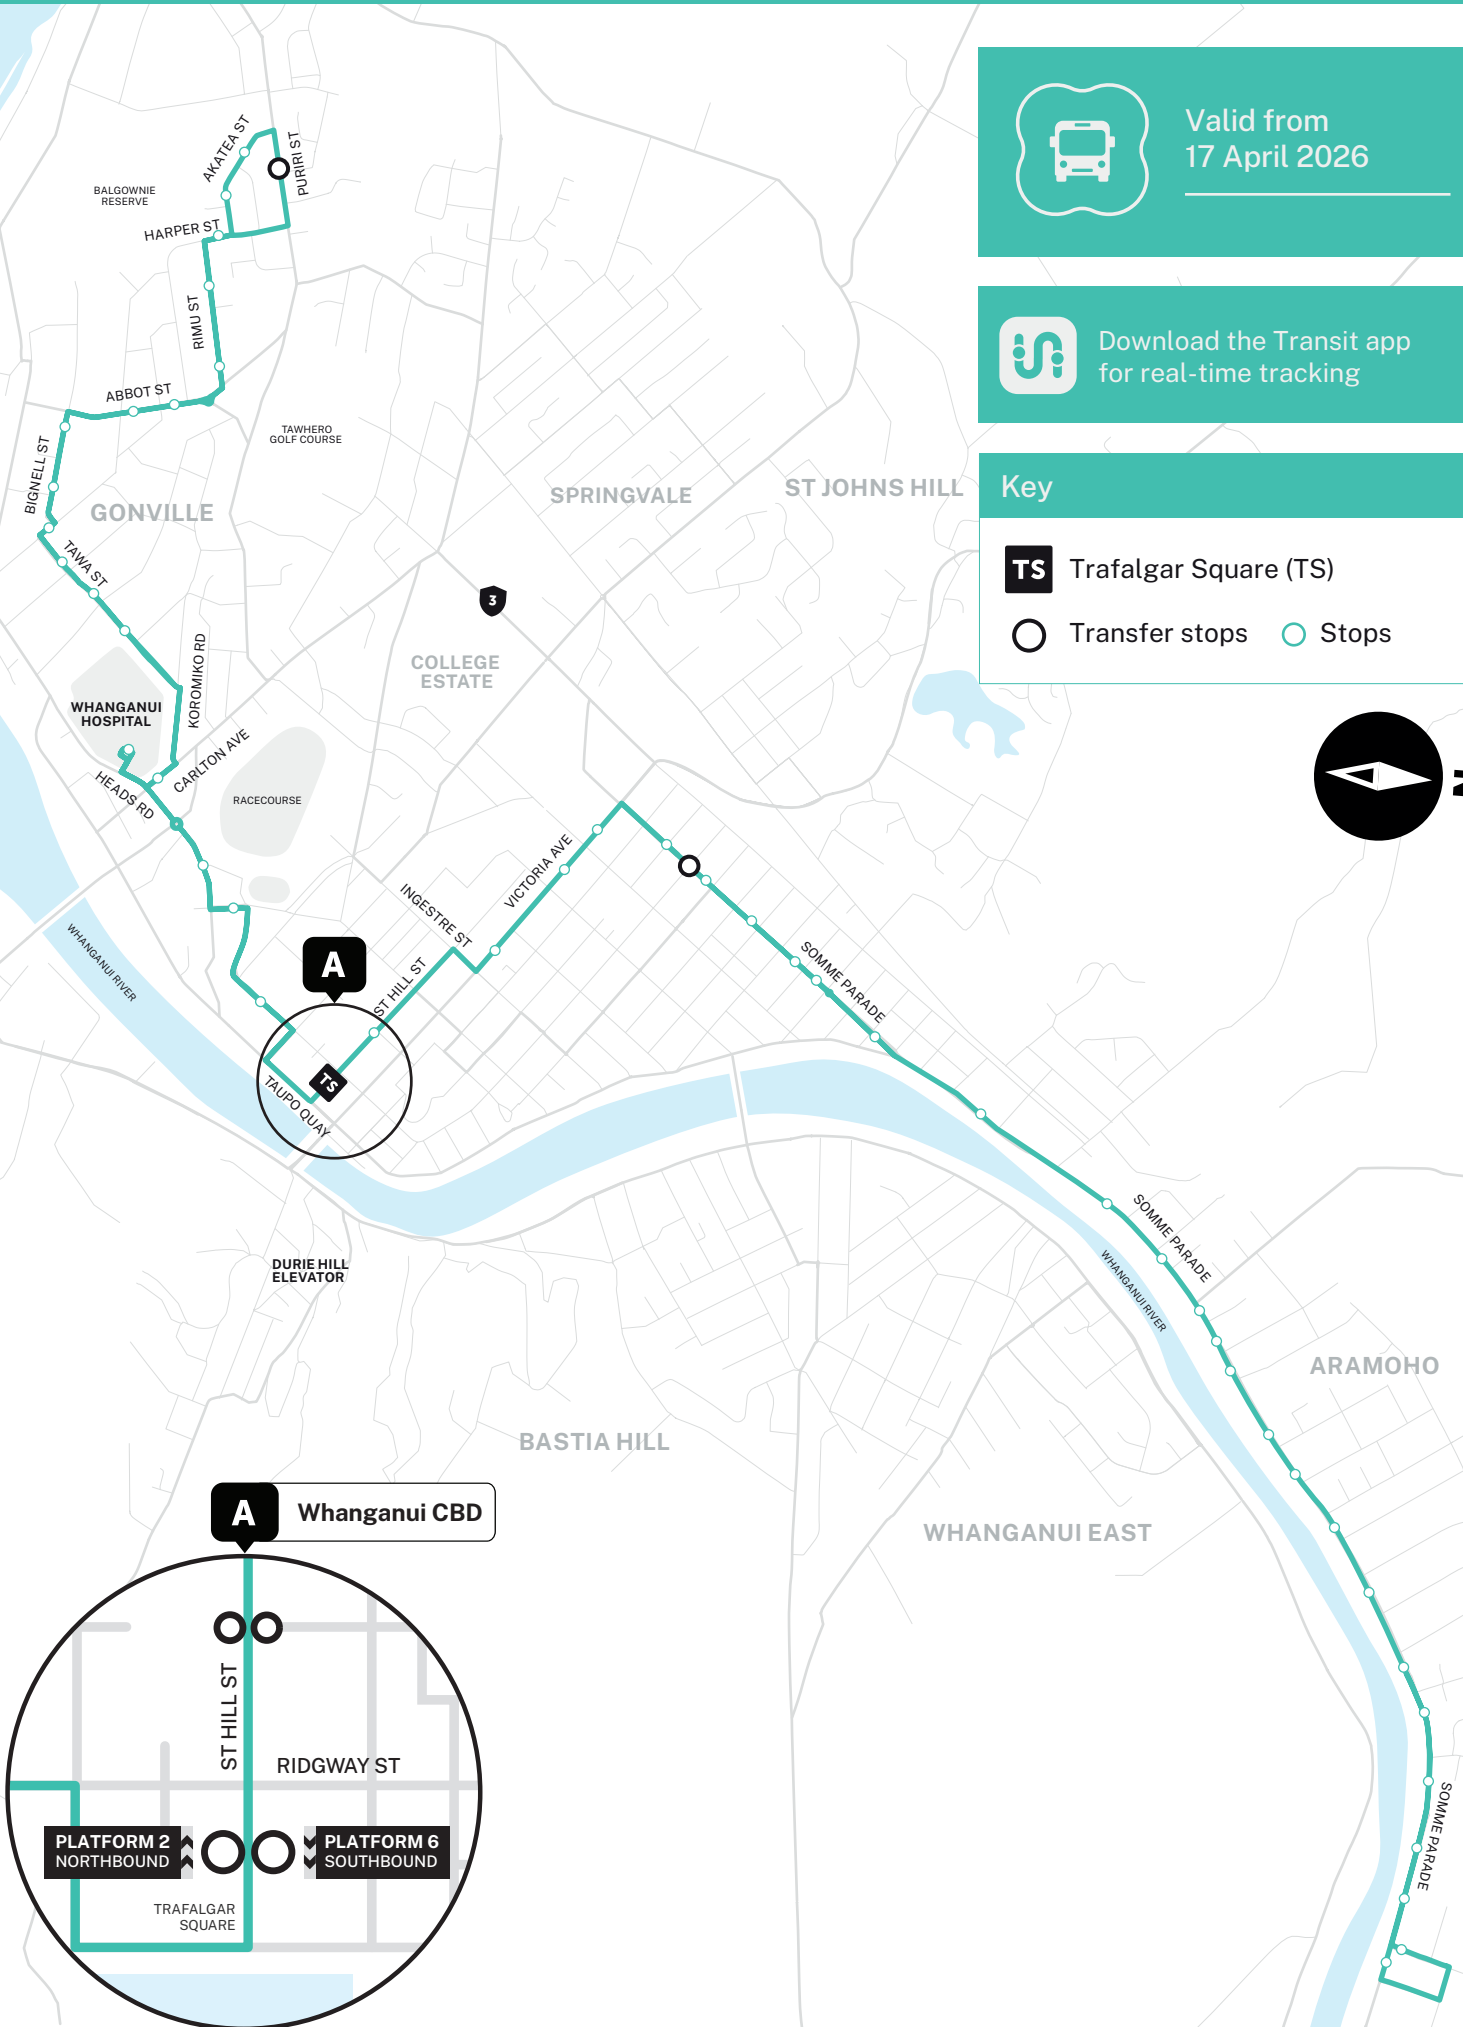 Valid from
17 April 2026
Download the Transit app
for real-time tracking
Key
TS Trafalgar Square (TS)
Transfer stops
Stops
AKATEA ST
PURIRI ST
BALGOWNIE
RESERVE
HARPER ST
RIMU ST
ABBOT ST
TAWHERO
GOLF COURSE
BIGNELL ST
GONVILLE
SPRINGVALE
ST JOHNS HILL
TAWA ST
3
KOROMIKO RD
COLLEGE
ESTATE
WHANGANUI
HOSPITAL
CARLTON AVE
HEADS RD
RACECOURSE
VICTORIA AVE
INGESTRE ST
WHANGANUI RIVER
A
ST HILL ST
SOMME PARADE
TS
TAUPO QUAY
SOMME PARADE
WHANGANUI RIVER
DURIE HILL
ELEVATOR
ARAMOHO
BASTIA HILL
WHANGANUI EAST
SOMME PARADE
A Whanganui CBD
ST HILL ST
RIDGWAY ST
PLATFORM 2
NORTHBOUND
PLATFORM 6
SOUTHBOUND
TRAFALGAR
SQUARE